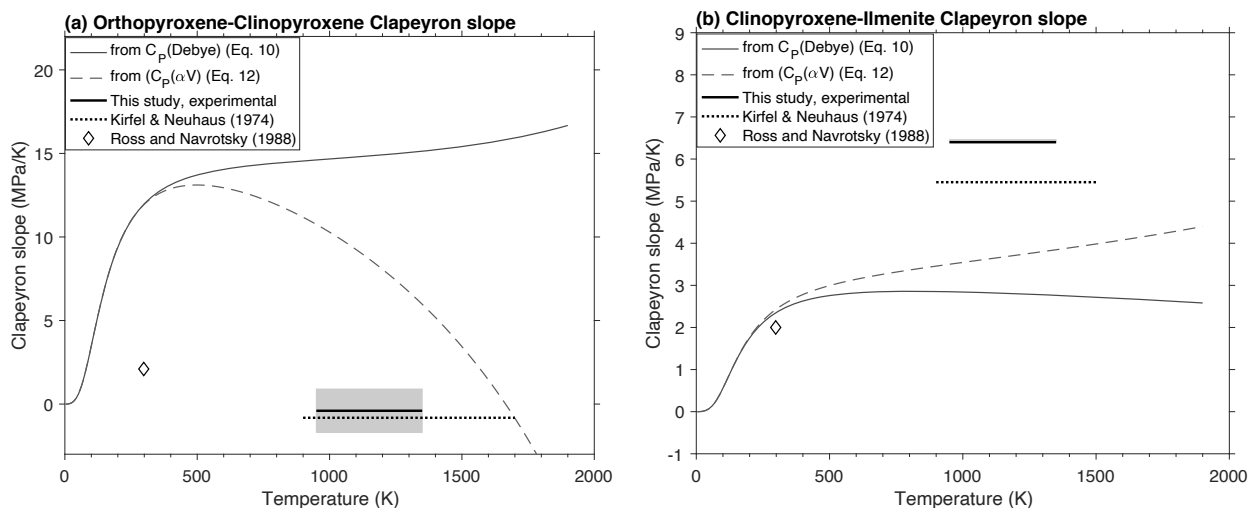 (a) Orthopyroxene-Clinopyroxene Clapeyron slope
from CP(Debye) (Eq. 10)
from (CP(αV) (Eq. 12)
This study, experimental
Kirfel & Neuhaus (1974)
Ross and Navrotsky (1988)
20
15
10
5
0
Clapeyron slope (MPa/K)
0
500
1000
1500
2000
Temperature (K)
(b) Clinopyroxene-Ilmenite Clapeyron slope
from CP(Debye) (Eq. 10)
from (CP(αV) (Eq. 12)
This study, experimental
Kirfel & Neuhaus (1974)
Ross and Navrotsky (1988)
9
8
7
6
5
4
3
2
1
0
-1
Clapeyron slope (MPa/K)
0
500
1000
1500
2000
Temperature (K)